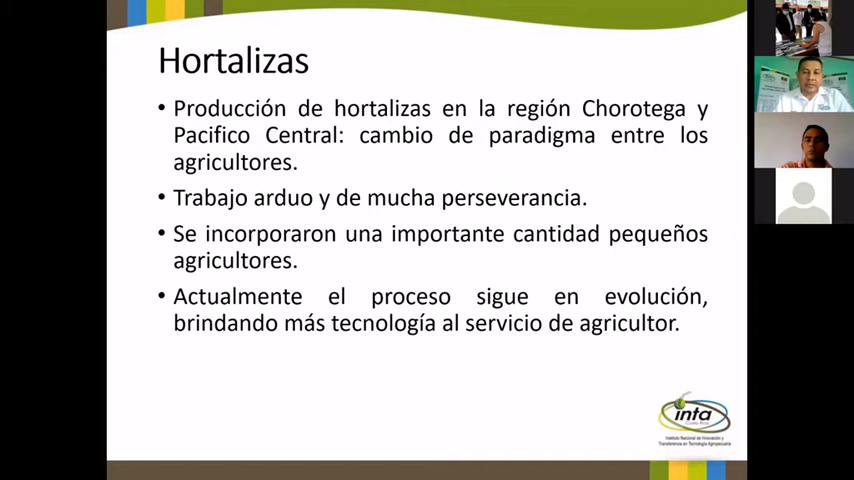 Hortalizas
• Producción de hortalizas en la región Chorotega y
Pacifico Central: cambio de paradigma entre los
agricultores.
• Trabajo arduo y de mucha perseverancia.
• Se incorporaron una importante cantidad pequeños
agricultores.
• Actualmente el proceso sigue en evolución,
brindando más tecnología al servicio de agricultor.
inta
Costa Rica
Instituto Nacional de Innovación y
Transferencia en Tecnología Agropecuaria